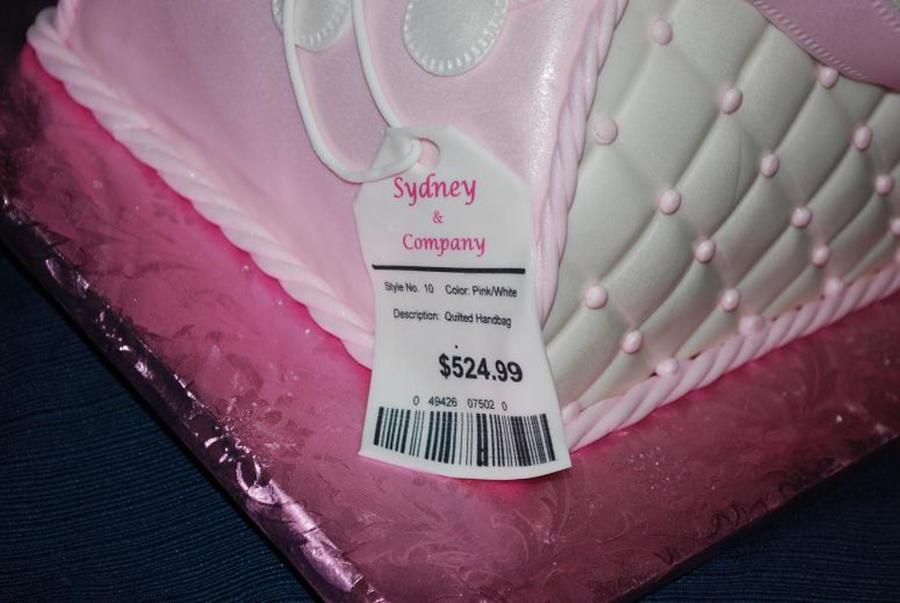 Sydney
&
Company
Style No. 10 Color: Pink/White
Description: Quilted Handbag
$524.99
0 49426 07502 0